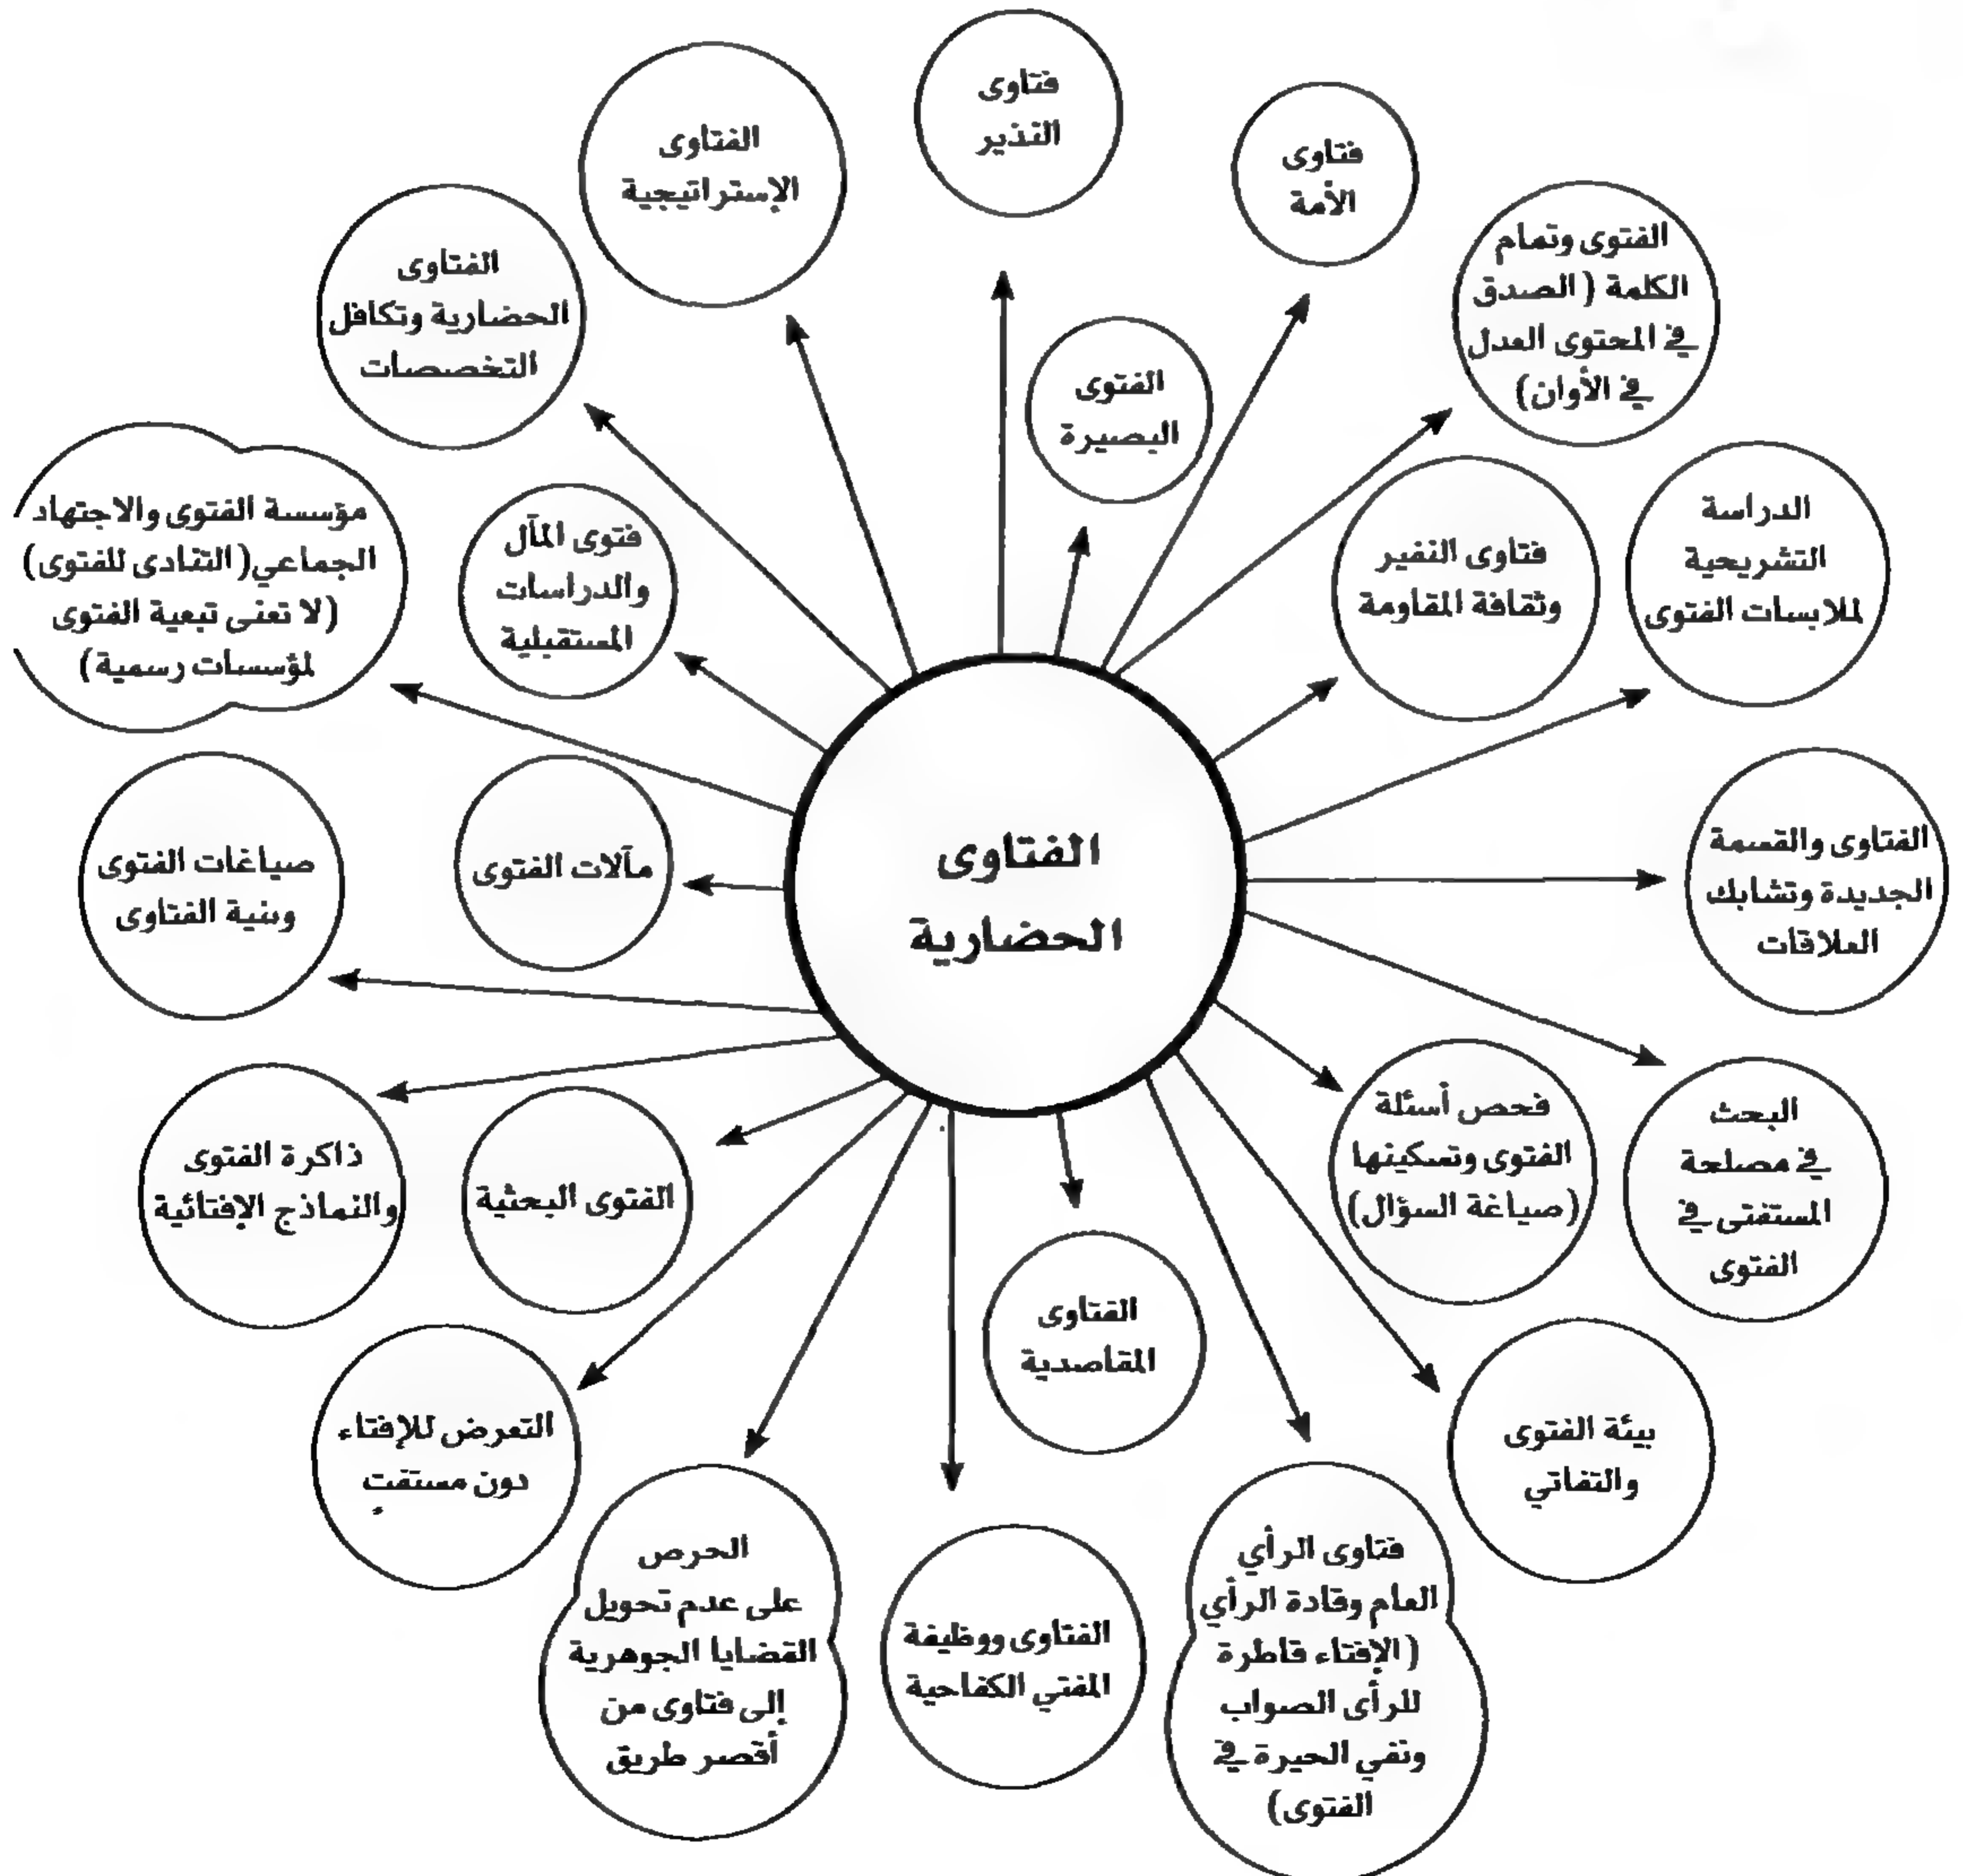 فتاوى
النذير
فتاوى
الأمة
الفتوى وتمام
الكلمة (الصدق
في المحتوى العدل
في الأوان)
الدراسة
التشريحية
لملابسات الفتوى
الفتاوى والقسمة
الجديدة وتشابك
العلاقات
البحث
في مصلحة
المستفتى في
الفتوى
بيئة الفتوى
والتفاتي
فتاوى الرأي
العام وقادة الرأي
(الإفتاء قاطرة
للرأى الصواب
ونفي الحيرة في
الفتوى)
الفتاوى ووظيفة
المفتي الكفاحية
الحرص
على عدم تحويل
القضايا الجوهرية
إلى فتاوى من
أقصر طريق
التعرض للإفتاء
دون مستفتٍ
ذاكرة الفتوى
والنماذج الإفتائية
صياغات الفتوى
وبنية الفتاوى
مؤسسة الفتوى والاجتهاد
الجماعي (التنادى للفتوى)
(لا تعنى تبعية الفتوى
لمؤسسات رسمية)
الفتاوى
الحضارية وتكافل
التخصصات
الفتاوى
الإستراتيجية
الفتوى
البصيرة
فتاوى النفير
وثقافة المقاومة
فحص أسئلة
الفتوى وتسكينها
(صياغة السؤال)
الفتاوى
المقاصدية
الفتوى البحثية
مآلات الفتوى
فتوى المآل
والدراسات
المستقبلية
الفتاوى
الحضارية